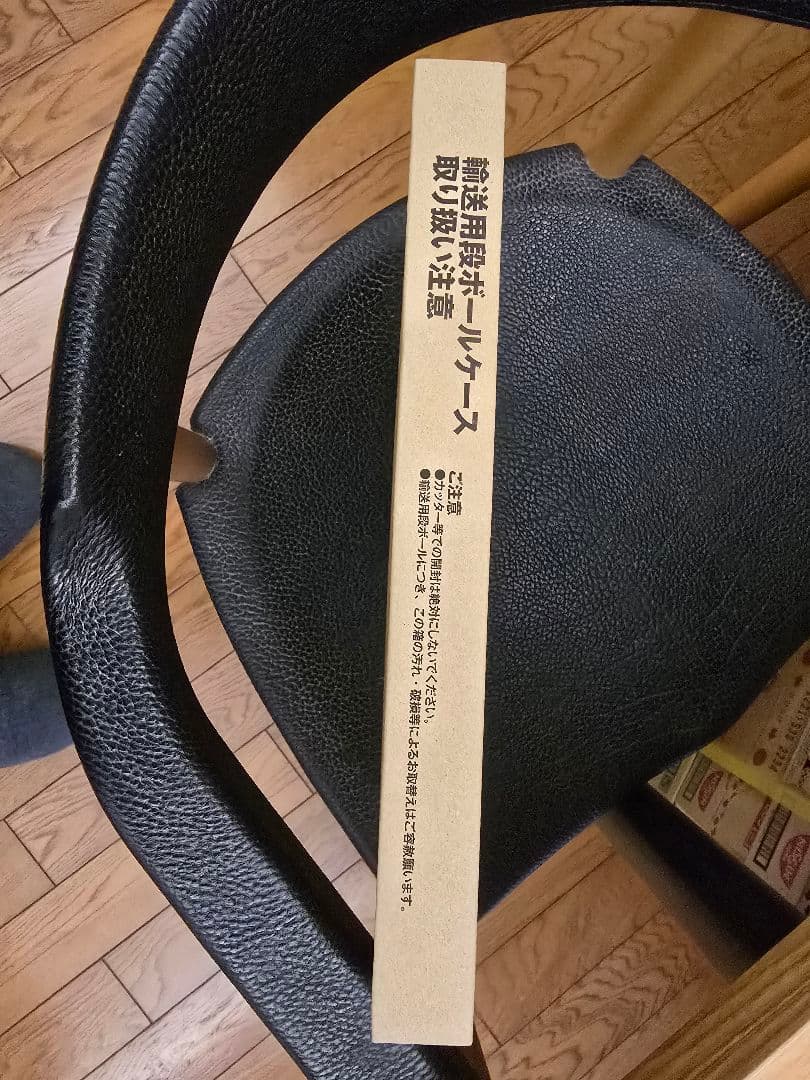 輸送用段ボールケース
取り扱い注意
ご注意
●カッター等での開封は絶対にしないでください。
●輸送用段ボールにつき、この箱の汚れ・破損等によるお取替えはご容赦願います。